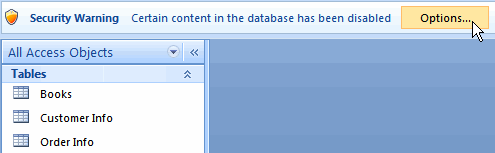 Security Warning Certain content in the database has been disabled Options...
All Access Objects
Tables
Books
Customer Info
Order Info